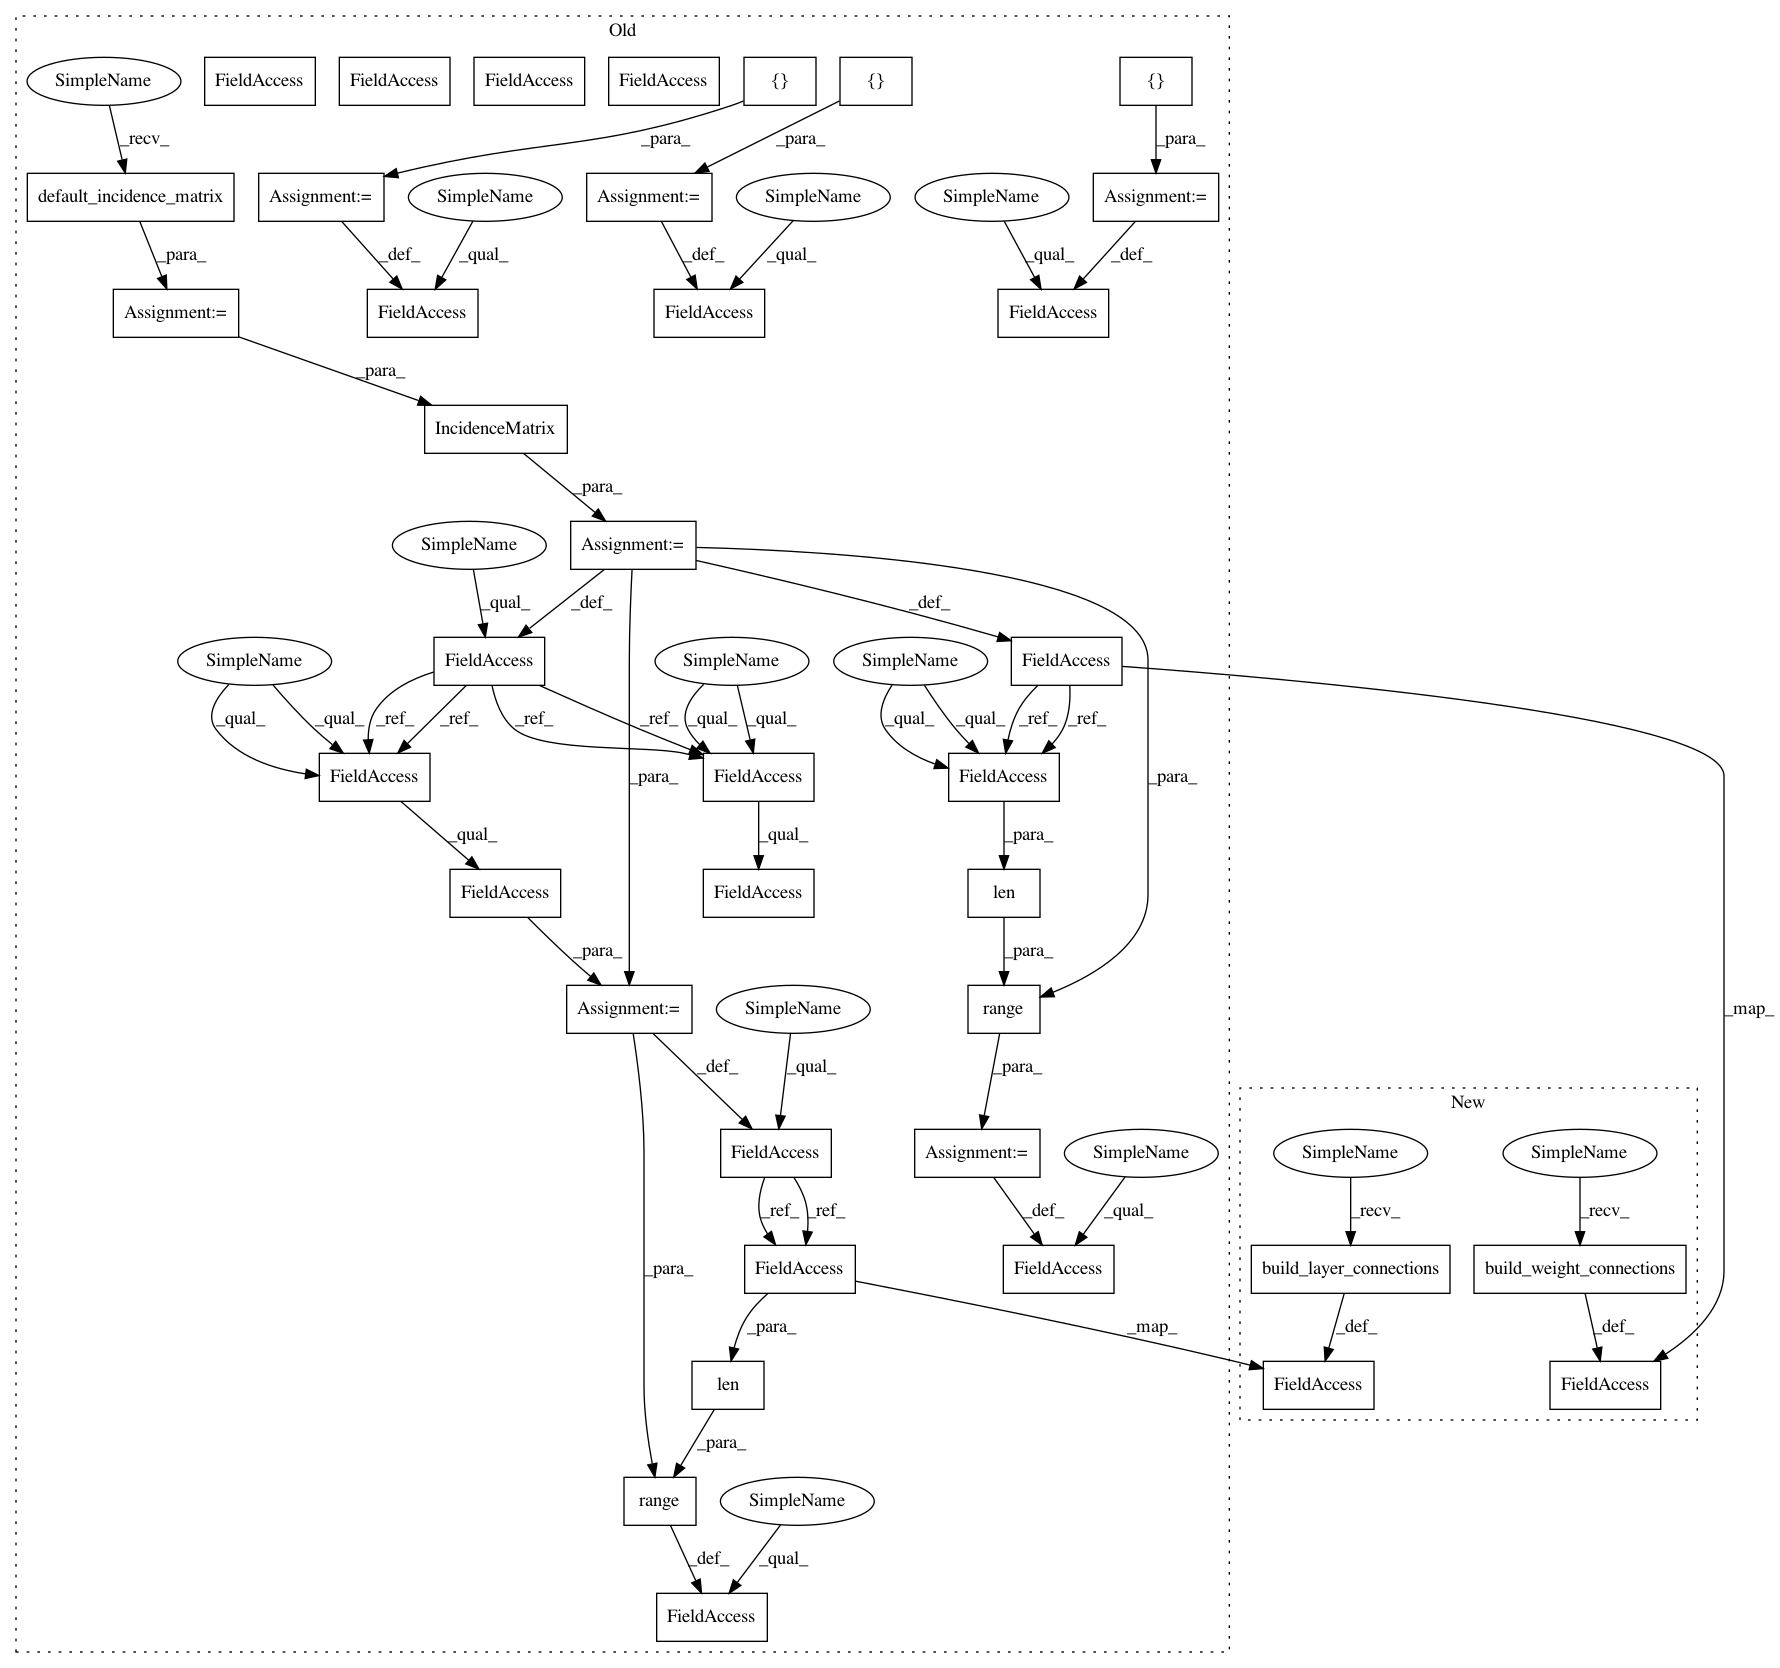 Old
SimpleName
FieldAccess
FieldAccess
FieldAccess
FieldAccess
{}
{}
{}
_recv_
_para_
_para_
_para_
default_incidence_matrix
Assignment:=
SimpleName
Assignment:=
SimpleName
SimpleName
Assignment:=
_para_
_def_
_qual_
_def_
_qual_
_qual_
_def_
Assignment:=
FieldAccess
FieldAccess
FieldAccess
_para_
IncidenceMatrix
_para_
SimpleName
Assignment:=
_qual_
_def_
_def_
SimpleName
FieldAccess
SimpleName
SimpleName
FieldAccess
_qual_
_qual_
_ref_
_ref_
_ref_
_ref_
_qual_
_qual_
_qual_
_qual_
_ref_
_ref_
FieldAccess
_para_
FieldAccess
FieldAccess
_para_
_qual_
_qual_
_para_
FieldAccess
FieldAccess
len
_para_
_para_
Assignment:=
SimpleName
range
_map_
_def_
_qual_
_para_
New
FieldAccess
Assignment:=
SimpleName
SimpleName
SimpleName
_ref_
_ref_
_def_
_qual_
_recv_
_recv_
_para_
FieldAccess
FieldAccess
build_layer_connections
build_weight_connections
_para_
_map_
_def_
_def_
len
FieldAccess
FieldAccess
_para_
range
SimpleName
_def_
_qual_
FieldAccess